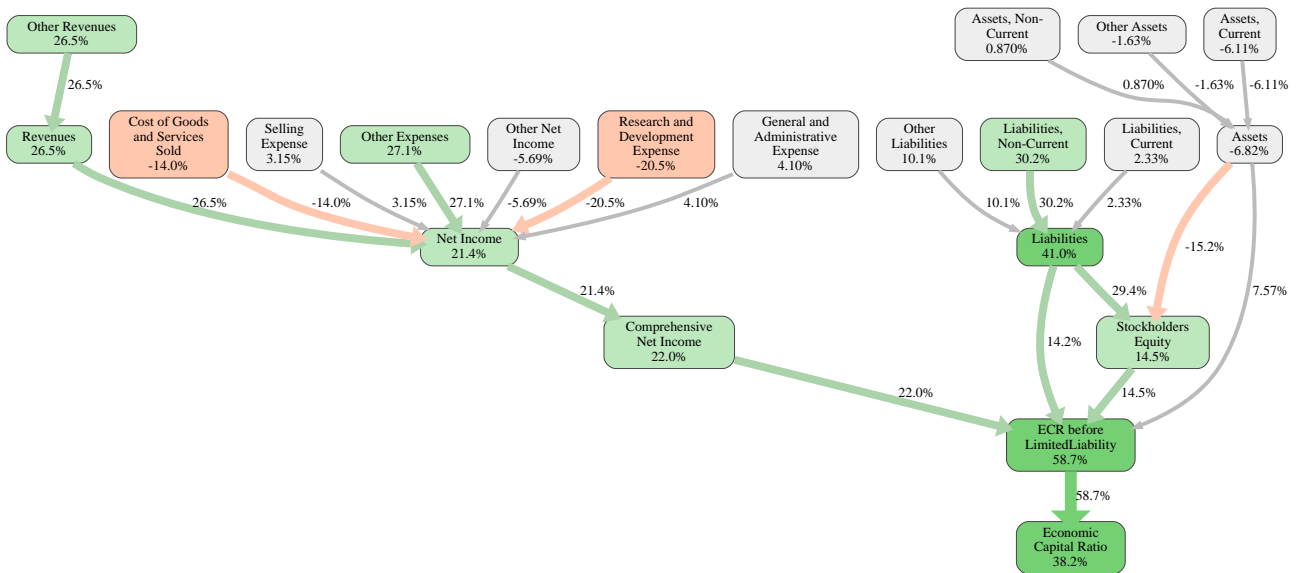 Other Revenues
26.5%
Assets, Non-
Current
0.870%
Other Assets
-1.63%
Assets,
Current
-6.11%
26.5%
0.870%
-1.63%
-6.11%
Revenues
26.5%
Cost of Goods
and Services
Sold
-14.0%
Selling
Expense
3.15%
Other Expenses
27.1%
Other Net
Income
-5.69%
Research and
Development
Expense
-20.5%
General and
Administrative
Expense
4.10%
Other
Liabilities
10.1%
Liabilities,
Non-Current
30.2%
Liabilities,
Current
2.33%
Assets
-6.82%
26.5%
-14.0%
3.15%
27.1%
-5.69%
-20.5%
4.10%
10.1%
30.2%
2.33%
Net Income
21.4%
Liabilities
41.0%
-15.2%
21.4%
29.4%
7.57%
Comprehensive
Net Income
22.0%
14.2%
Stockholders
Equity
14.5%
22.0%
14.5%
ECR before
LimitedLiability
58.7%
58.7%
Economic
Capital Ratio
38.2%